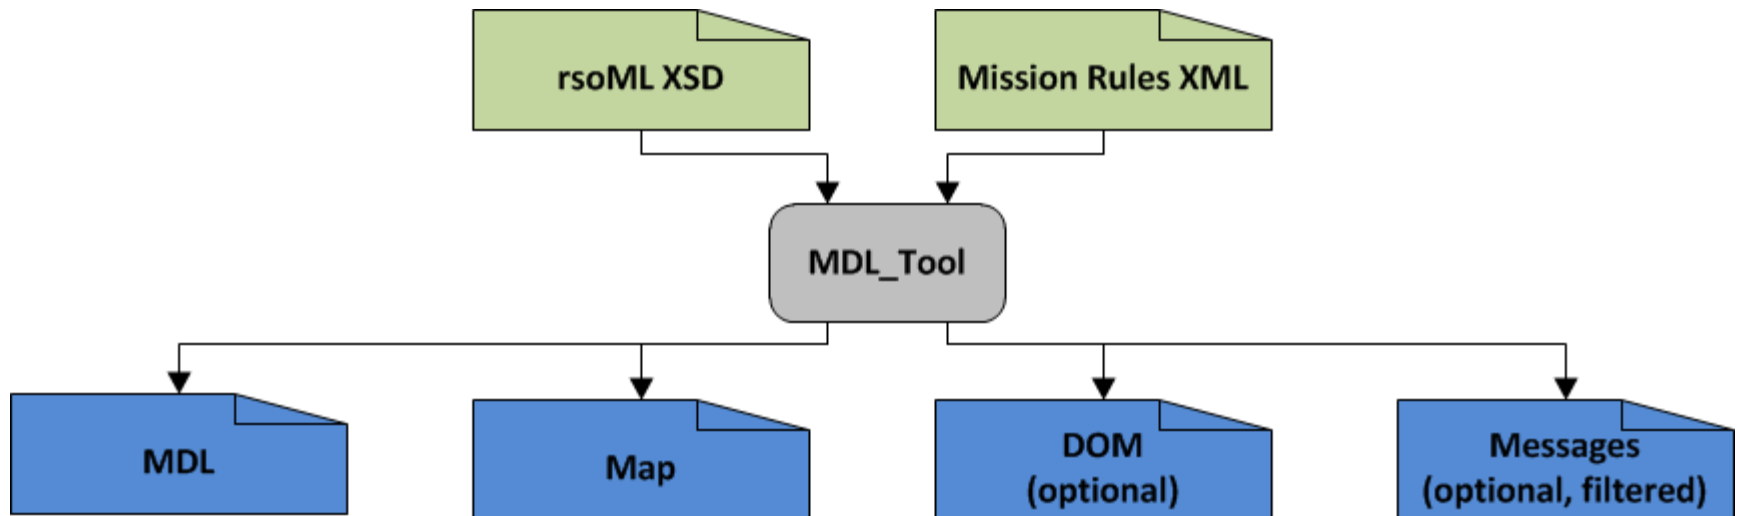 rsoML XSD
Mission Rules XML
MDL_Tool
MDL
Map
DOM
(optional)
Messages
(optional, filtered)